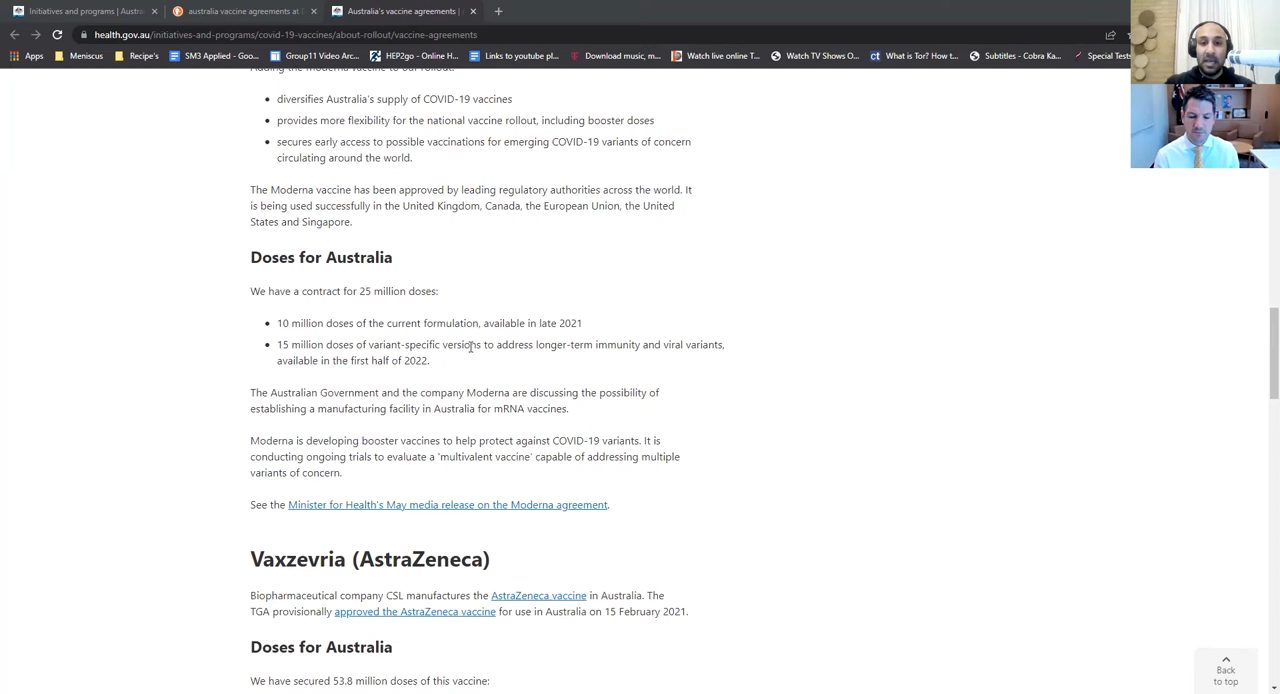 Initiatives and programs | Austra
australia vaccine agreements at
Australia's vaccine agreements |
health.gov.au/initiatives-and-programs/covid-19-vaccines/about-rollout/vaccine-agreements
Apps
Meniscus
Recipe's
SM3 Applied - Goo...
Group11 Video Arc...
HEP2go - Online H...
Links to youtube pl...
Download music, m...
Watch live online T...
Watch TV Shows O...
What is Tor? How t...
Subtitles - Cobra Ka...
Special Tests
Adding the Moderna vaccine to our rollout:
• diversifies Australia's supply of COVID-19 vaccines
• provides more flexibility for the national vaccine rollout, including booster doses
• secures early access to possible vaccinations for emerging COVID-19 variants of concern
circulating around the world.
The Moderna vaccine has been approved by leading regulatory authorities across the world. It
is being used successfully in the United Kingdom, Canada, the European Union, the United
States and Singapore.
Doses for Australia
We have a contract for 25 million doses:
• 10 million doses of the current formulation, available in late 2021
• 15 million doses of variant-specific versions to address longer-term immunity and viral variants,
available in the first half of 2022.
The Australian Government and the company Moderna are discussing the possibility of
establishing a manufacturing facility in Australia for mRNA vaccines.
Moderna is developing booster vaccines to help protect against COVID-19 variants. It is
conducting ongoing trials to evaluate a 'multivalent vaccine' capable of addressing multiple
variants of concern.
See the Minister for Health's May media release on the Moderna agreement.
Vaxzevria (AstraZeneca)
Biopharmaceutical company CSL manufactures the AstraZeneca vaccine in Australia. The
TGA provisionally approved the AstraZeneca vaccine for use in Australia on 15 February 2021.
Doses for Australia
We have secured 53.8 million doses of this vaccine:
Back
to top